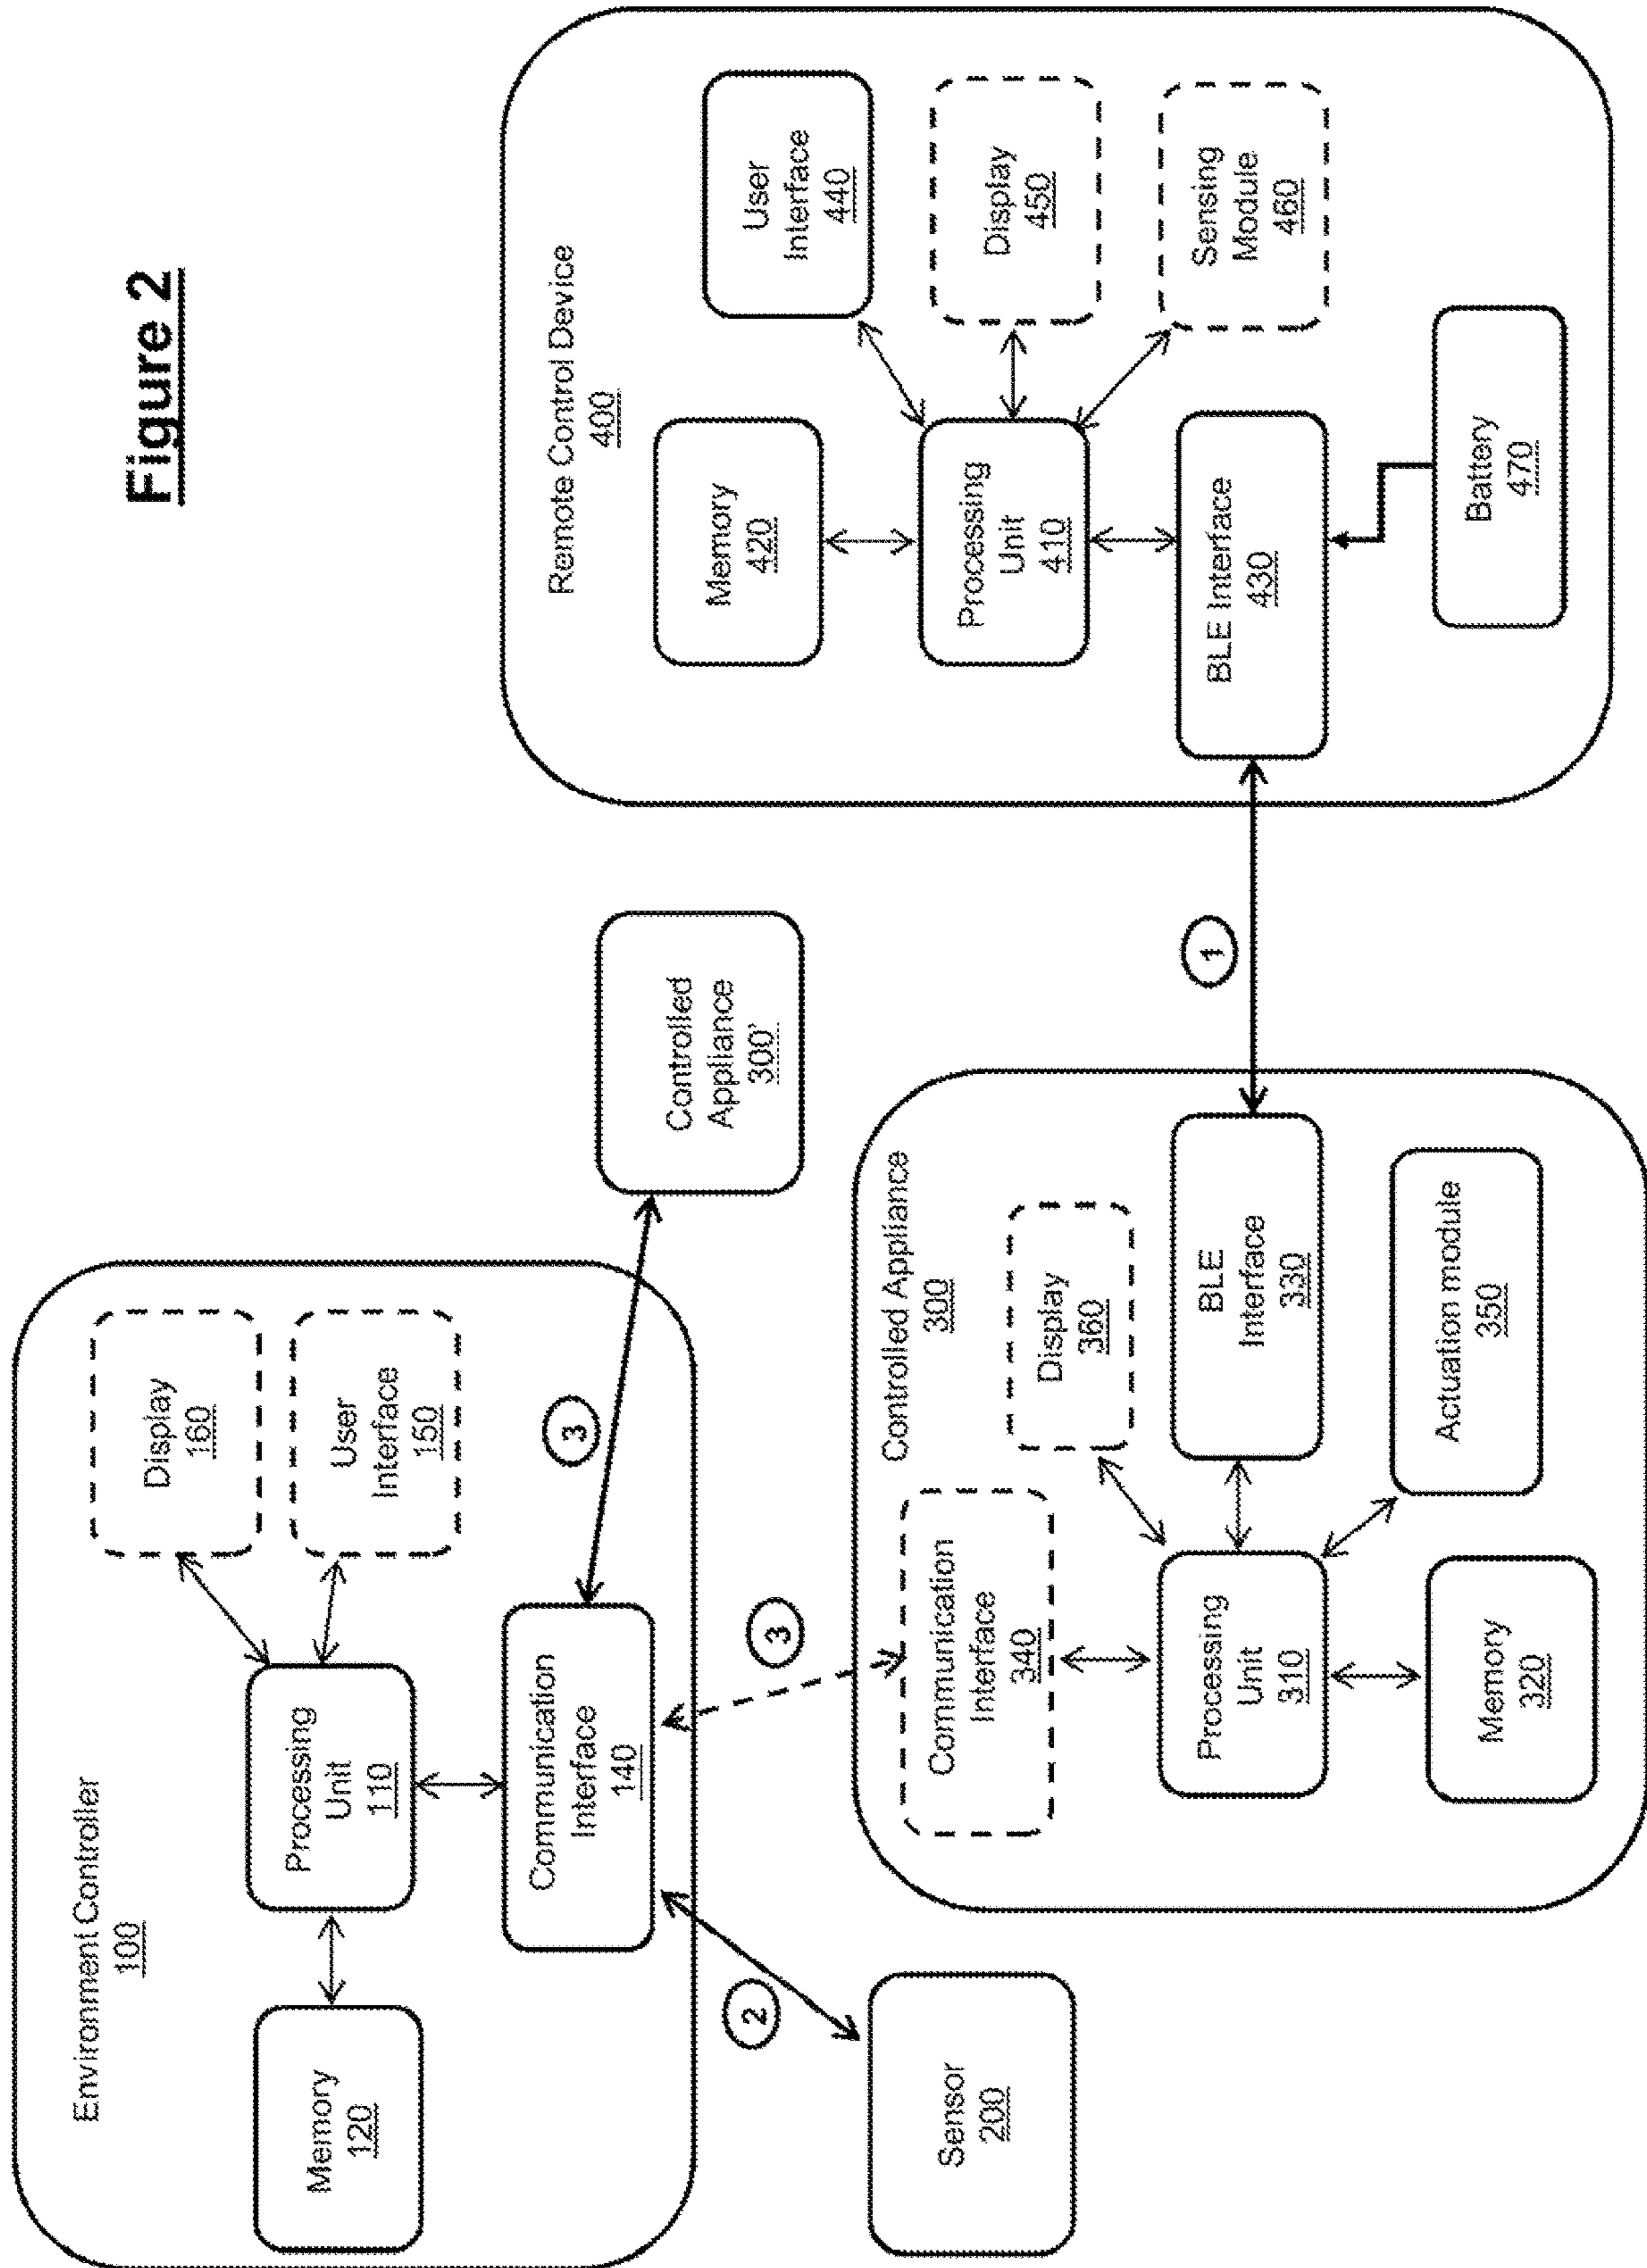 Figure 2
Environment Controller
100
Memory
120
Processing
Unit
110
Display
160
User
Interface
150
Communication
Interface
140
2
3
3
Sensor
200
Controlled
Appliance
300'
Controlled Appliance
300
Communication
Interface
340
Display
360
Processing
Unit
310
BLE
Interface
330
Memory
320
Actuation module
350
1
Remote Control Device
400
Memory
420
User
Interface
440
Processing
Unit
410
Display
450
BLE Interface
430
Sensing
Module
460
Battery
470